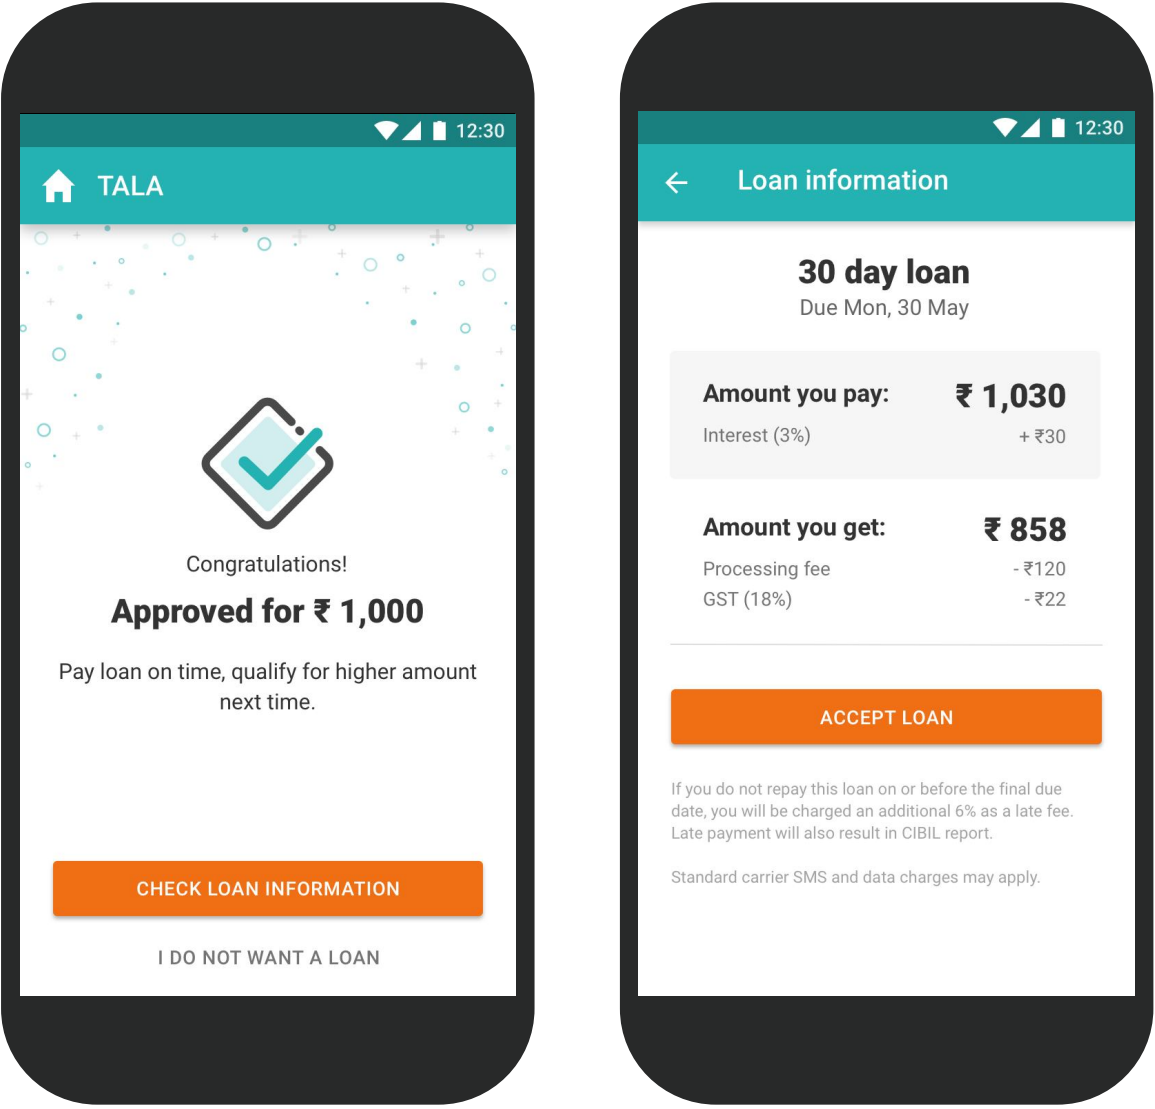 12:30
TALA
Congratulations!
Approved for ₹ 1,000
Pay loan on time, qualify for higher amount
next time.
CHECK LOAN INFORMATION
I DO NOT WANT A LOAN
12:30
Loan information
30 day loan
Due Mon, 30 May
Amount you pay: ₹ 1,030
Interest (3%) + ₹30
Amount you get: ₹ 858
Processing fee - ₹120
GST (18%) - ₹22
ACCEPT LOAN
If you do not repay this loan on or before the final due
date, you will be charged an additional 6% as a late fee.
Late payment will also result in CIBIL report.
Standard carrier SMS and data charges may apply.